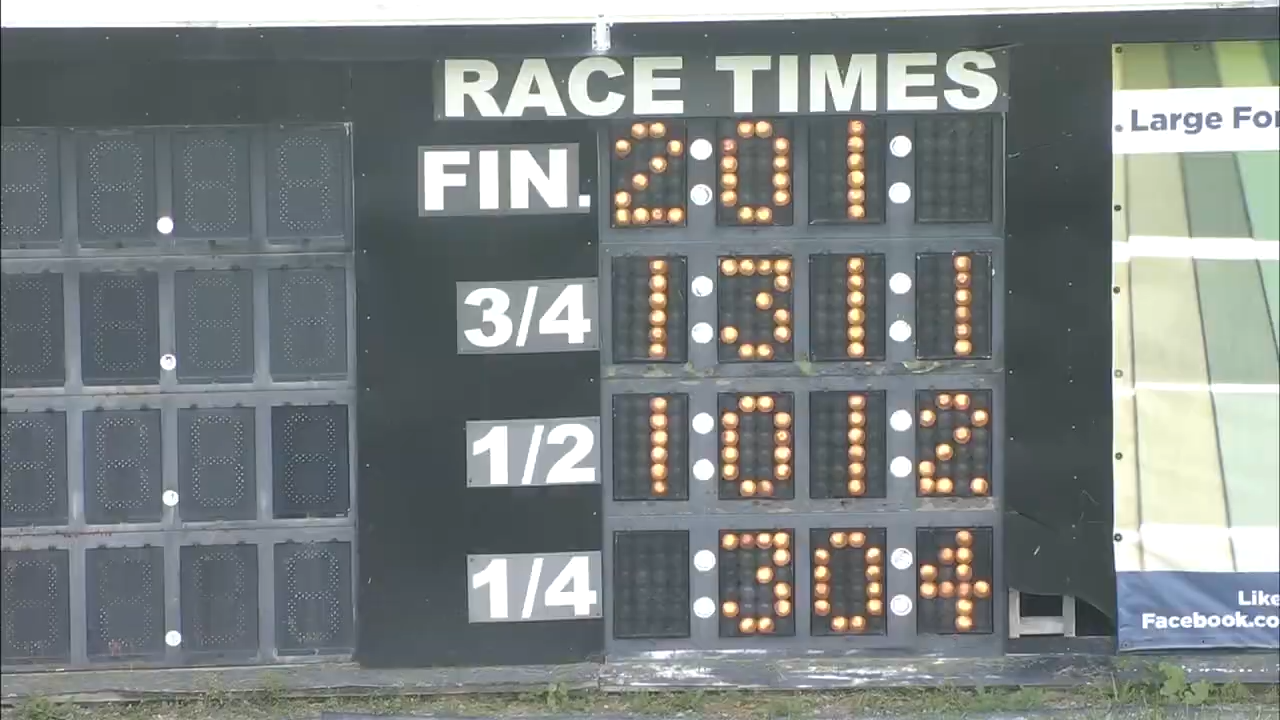 RACE TIMES
FIN. 2:01:
3/4 1:31:1
1/2 1:01:2
1/4 :30:4
Large For
Like
Facebook.co